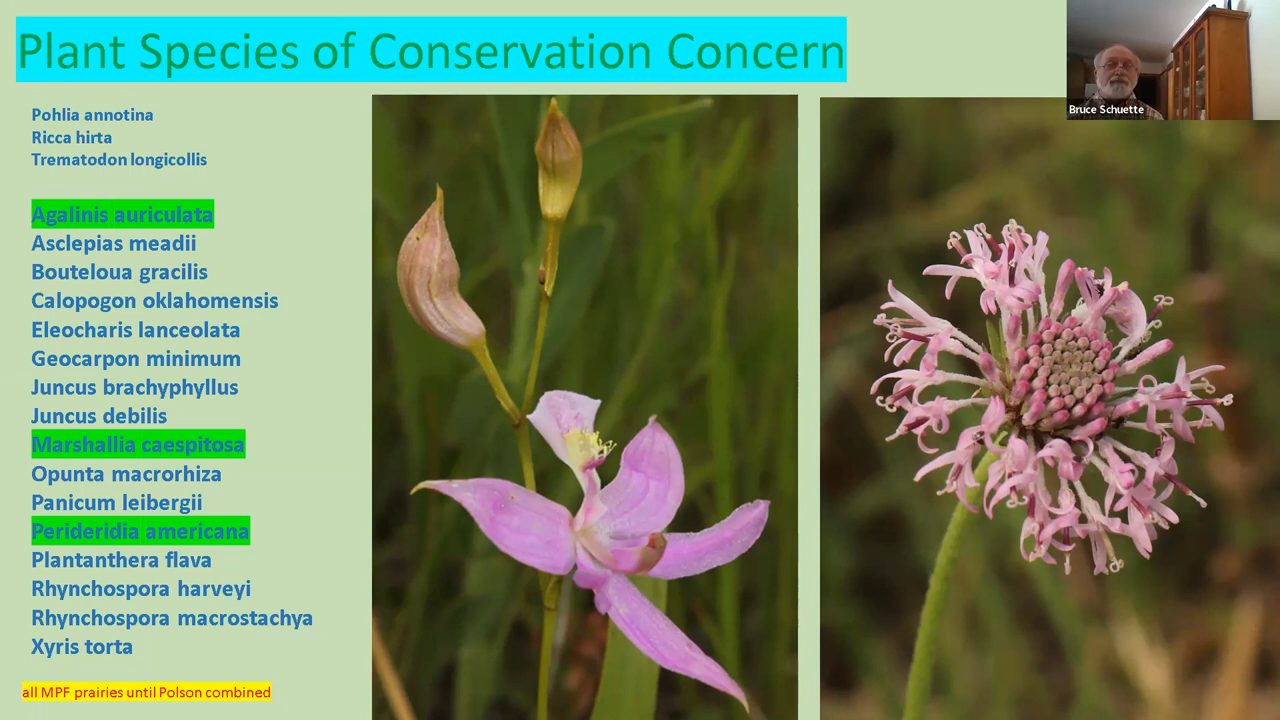 Plant Species of Conservation Concern
Bruce Schuette
Pohlia annotina
Ricca hirta
Trematodon longicollis
Agalinis auriculata
Asclepias meadii
Bouteloua gracilis
Calopogon oklahomensis
Eleocharis lanceolata
Geocarpon minimum
Juncus brachyphyllus
Juncus debilis
Marshallia caespitosa
Opunta macrorhiza
Panicum leibergii
Perideridia americana
Plantanthera flava
Rhynchospora harveyi
Rhynchospora macrostachya
Xyris torta
all MPF prairies until Polson combined